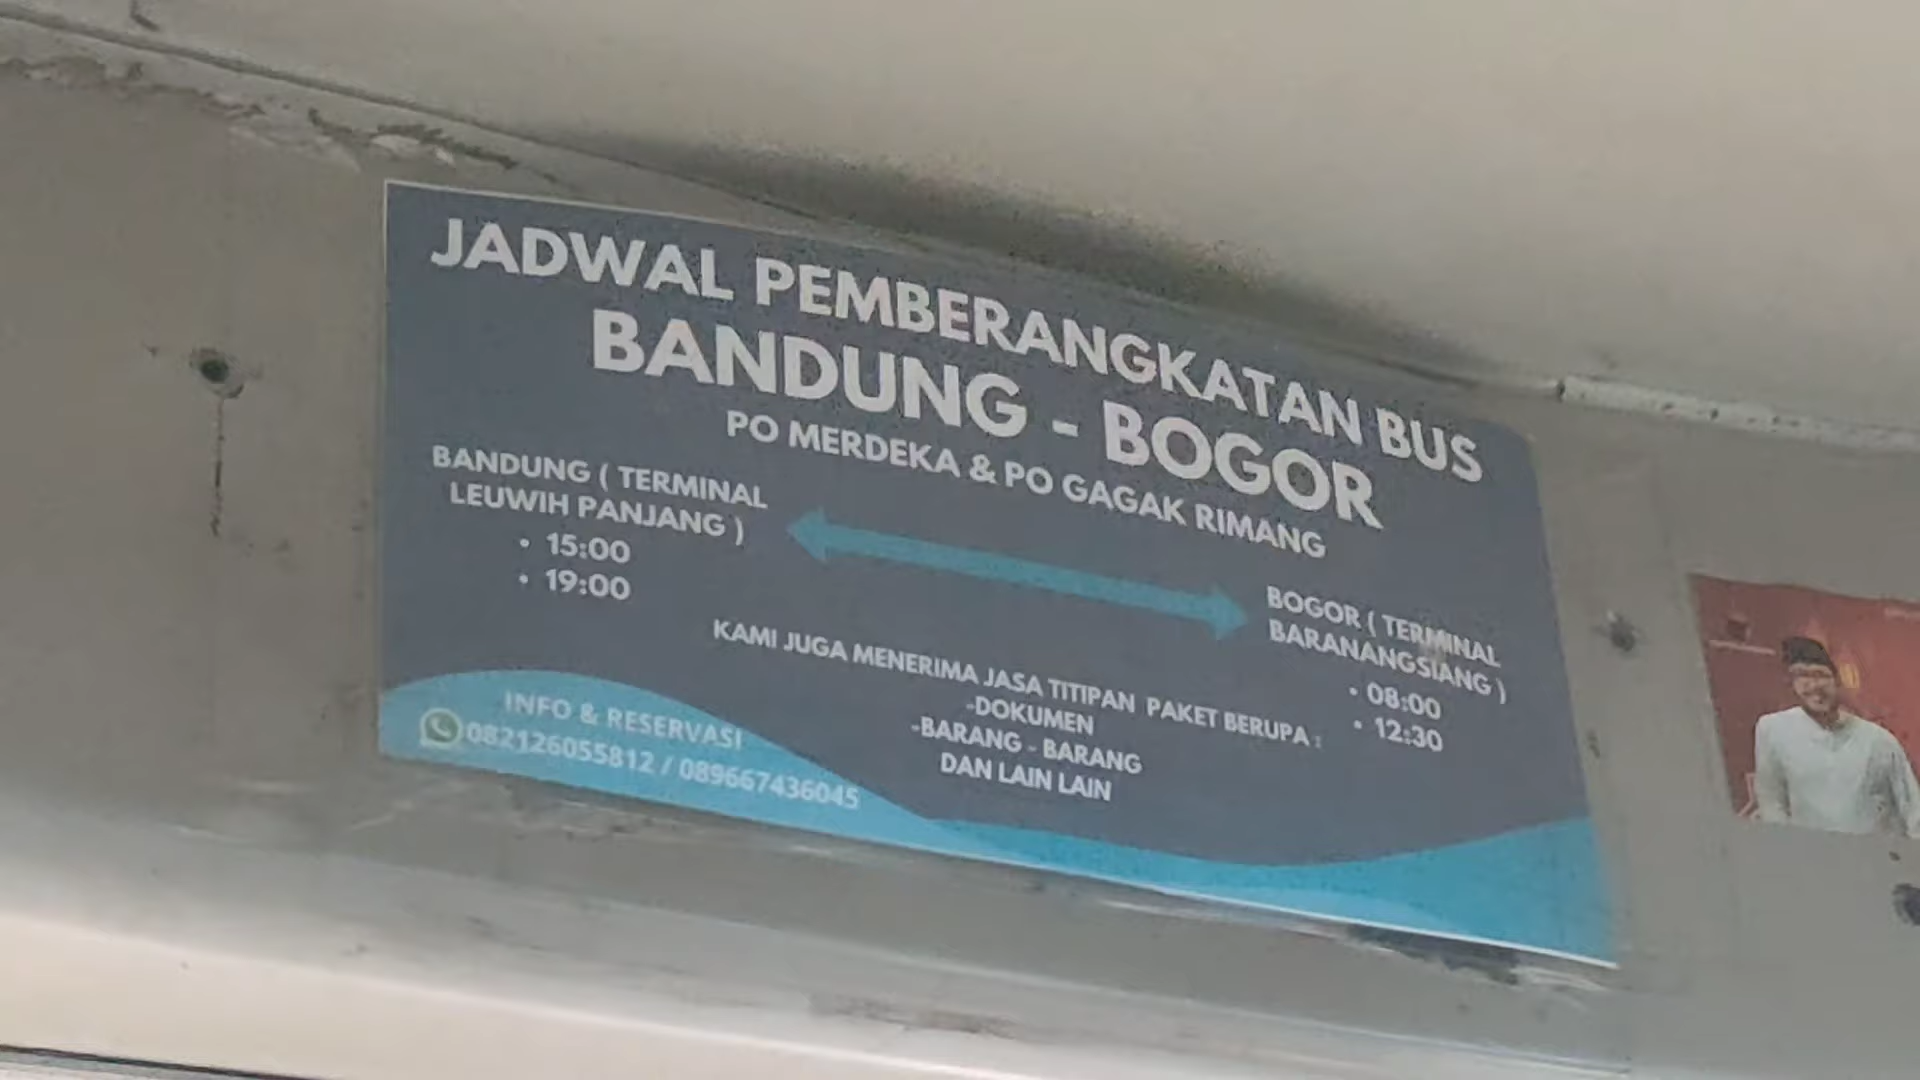 JADWAL PEMBERANGKATAN BUS
BANDUNG - BOGOR
PO MERDEKA & PO GAGAK RIMANG
BANDUNG ( TERMINAL
LEUWIH PANJANG )
• 15:00
• 19:00
BOGOR ( TERMINAL
BARANANGSIANG )
• 08:00
• 12:30
KAMI JUGA MENERIMA JASA TITIPAN PAKET BERUPA :
-DOKUMEN
-BARANG - BARANG
DAN LAIN LAIN
INFO & RESERVASI
082126055812 / 089667436045